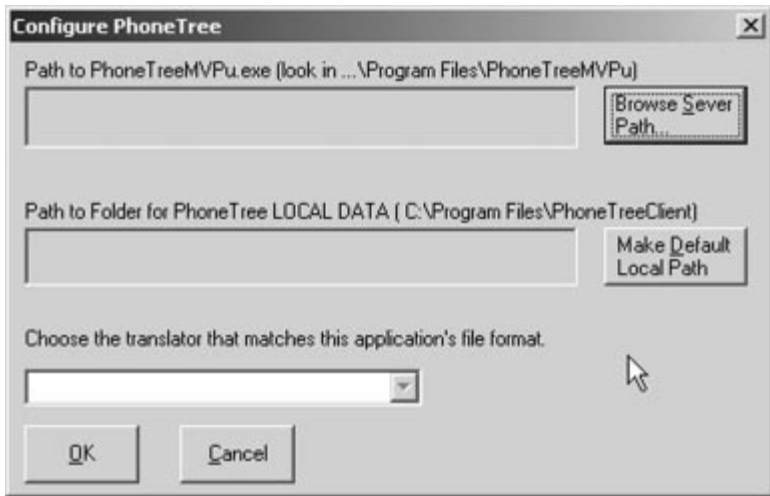 Configure PhoneTree
Path to PhoneTreeMVPu.exe (look in ...\Program Files\PhoneTreeMVPu)
Browse Sever
Path...
Path to Folder for PhoneTree LOCAL DATA ( C:\Program Files\PhoneTreeClient)
Make Default
Local Path
Choose the translator that matches this application's file format.
OK
Cancel